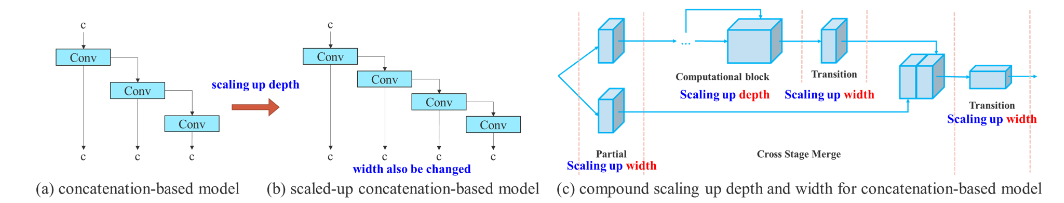 c
Conv
Conv
Conv
c
c
c
c
(a) concatenation-based model
scaling up depth
c
Conv
Conv
Conv
Conv
c
c
c
c
c
width also be changed
(b) scaled-up concatenation-based model
...
Computational block
Scaling up depth
Transition
Scaling up width
Transition
Scaling up width
Partial
Scaling up width
Cross Stage Merge
(c) compound scaling up depth and width for concatenation-based model